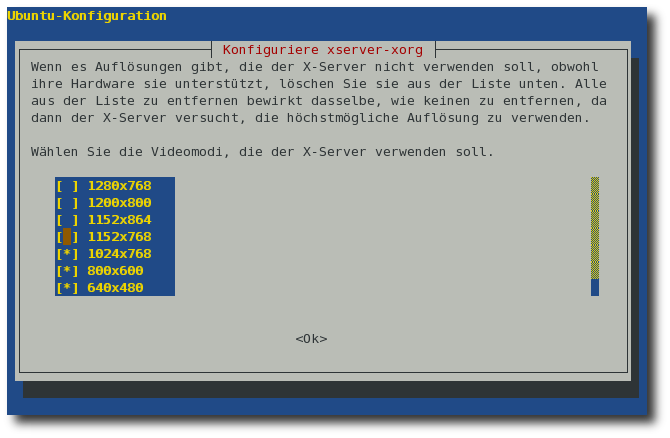 Ubuntu-Konfiguration
Konfiguriere xserver-xorg
Wenn es Auflösungen gibt, die der X-Server nicht verwenden soll, obwohl
ihre Hardware sie unterstützt, löschen Sie sie aus der Liste unten. Alle
aus der Liste zu entfernen bewirkt dasselbe, wie keinen zu entfernen, da
dann der X-Server versucht, die höchstmögliche Auflösung zu verwenden.
Wählen Sie die Videomodi, die der X-Server verwenden soll.
[ ] 1280x768
[ ] 1200x800
[ ] 1152x864
[ ] 1152x768
[*] 1024x768
[*] 800x600
[*] 640x480
<Ok>